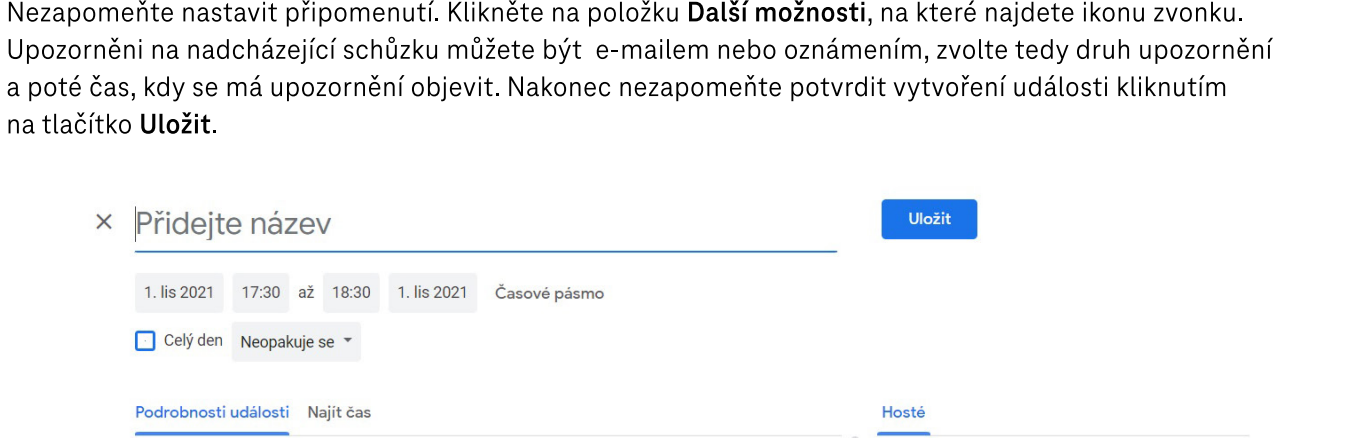 Nezapomeňte nastavit připomenutí. Klikněte na položku Další možnosti, na které najdete ikonu zvonku.
Upozorněni na nadcházející schůzku můžete být  e-mailem nebo oznámením, zvolte tedy druh upozornění
a poté čas, kdy se má upozornění objevit. Nakonec nezapomeňte potvrdit vytvoření události kliknutím
na tlačítko Uložit.
× Přidejte název Uložit
1. lis 2021 17:30 až 18:30 1. lis 2021 Časové pásmo
Celý den Neopakuje se
Podrobnosti události Najít čas Hosté